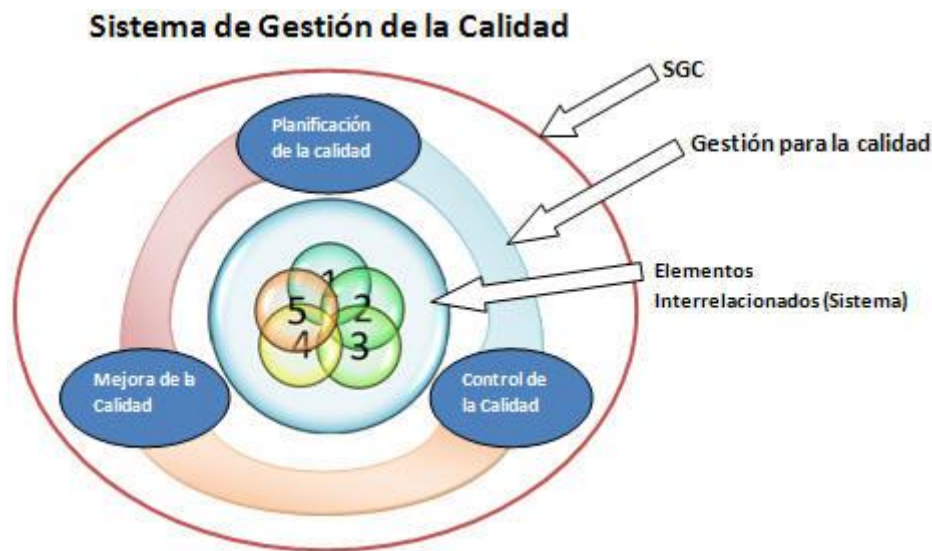 Sistema de Gestión de la Calidad
SGC
Planificación
de la calidad
Gestión para la calidad
Elementos
Interrelacionados (Sistema)
1
5
2
4
3
Mejora de la
Calidad
Control de
la Calidad